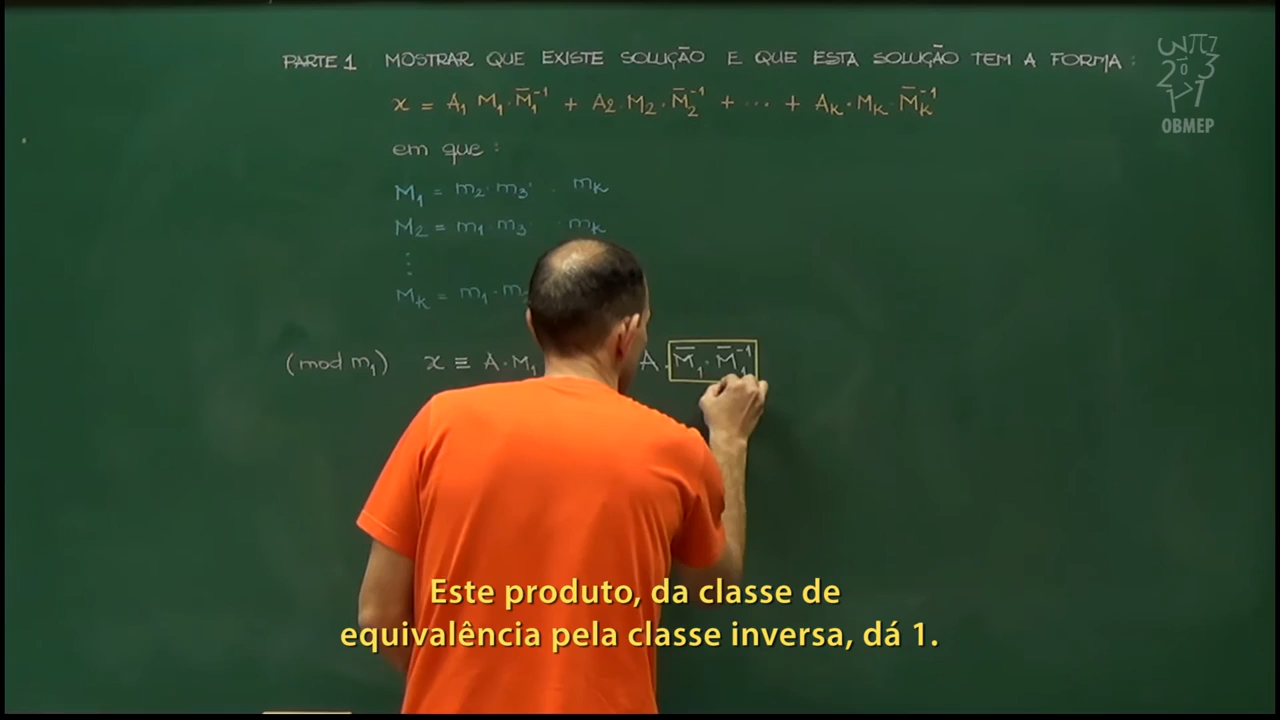 PARTE 1 MOSTRAR QUE EXISTE SOLUÇÃO E QUE ESTA SOLUÇÃO TEM A FORMA:
x = A₁ M₁ · M̄₁⁻¹ + A₂ · M₂ · M̄₂⁻¹ + ... + Aₖ · Mₖ · M̄ₖ⁻¹
em que:
M₁ = m₂ · m₃ · . mₖ
M₂ = m₁ · m₃ · mₖ
⋮
Mₖ = m₁ · m₂
(mod m₁) x ≡ A · M₁ A · M̄₁ · M̄₁⁻¹
OBMEP
Este produto, da classe de
equivalência pela classe inversa, dá 1.